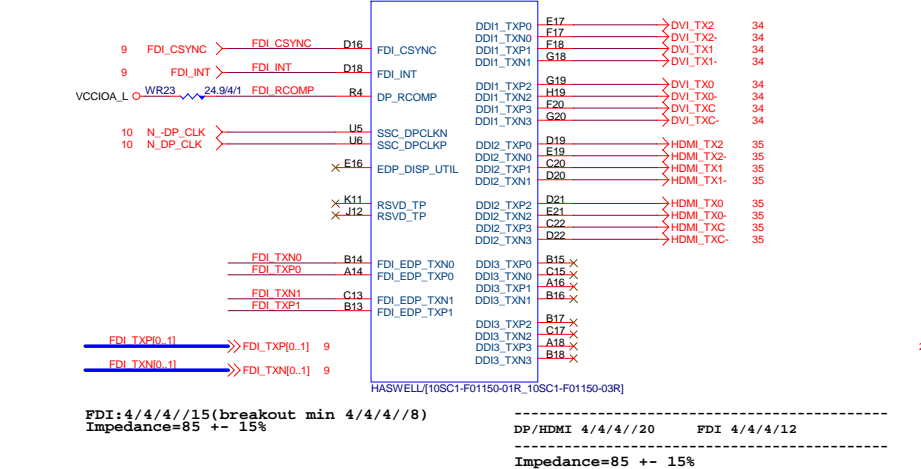 9 FDI_CSYNC FDI_CSYNC D16 FDI_CSYNC
9 FDI_INT FDI_INT D18 FDI_INT
VCCIOA_L WR23 24.9/4/1 FDI_RCOMP R4 DP_RCOMP
10 N_-DP_CLK U5 SSC_DPCLKN
10 N_DP_CLK U6 SSC_DPCLKP
E16 EDP_DISP_UTIL
K11 RSVD_TP
J12 RSVD_TP
FDI_TXN0 B14 FDI_EDP_TXN0
FDI_TXP0 A14 FDI_EDP_TXP0
FDI_TXN1 C13 FDI_EDP_TXN1
FDI_TXP1 B13 FDI_EDP_TXP1
FDI_TXP[0..1] FDI_TXP[0..1] 9
FDI_TXN[0..1] FDI_TXN[0..1] 9
DDI1_TXP0 E17 DVI_TX2 34
DDI1_TXN0 F17 DVI_TX2- 34
DDI1_TXP1 F18 DVI_TX1 34
DDI1_TXN1 G18 DVI_TX1- 34
DDI1_TXP2 G19 DVI_TX0 34
DDI1_TXN2 H19 DVI_TX0- 34
DDI1_TXP3 F20 DVI_TXC 34
DDI1_TXN3 G20 DVI_TXC- 34
DDI2_TXP0 D19 HDMI_TX2 35
DDI2_TXN0 E19 HDMI_TX2- 35
DDI2_TXP1 C20 HDMI_TX1 35
DDI2_TXN1 D20 HDMI_TX1- 35
DDI2_TXP2 D21 HDMI_TX0 35
DDI2_TXN2 E21 HDMI_TX0- 35
DDI2_TXP3 C22 HDMI_TXC 35
DDI2_TXN3 D22 HDMI_TXC- 35
DDI3_TXP0 B15
DDI3_TXN0 C15
DDI3_TXP1 A16
DDI3_TXN1 B16
DDI3_TXP2 B17
DDI3_TXN2 C17
DDI3_TXP3 A18
DDI3_TXN3 B18
HASWELL/[10SC1-F01150-01R_10SC1-F01150-03R]
FDI:4/4/4//15(breakout min 4/4/4//8)
Impedance=85 +- 15%
DP/HDMI 4/4/4//20 FDI 4/4/4/12
Impedance=85 +- 15%